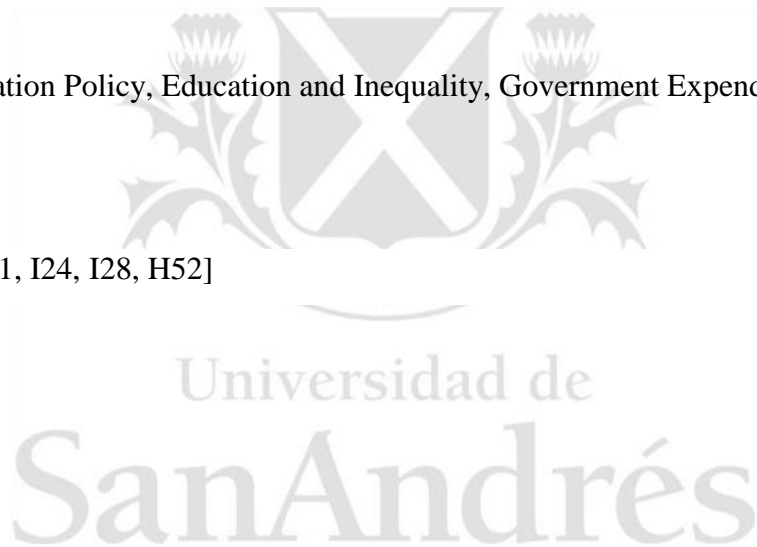 ation Policy, Education and Inequality, Government Expend
1, I24, I28, H52]
Universidad de
SanAndrés